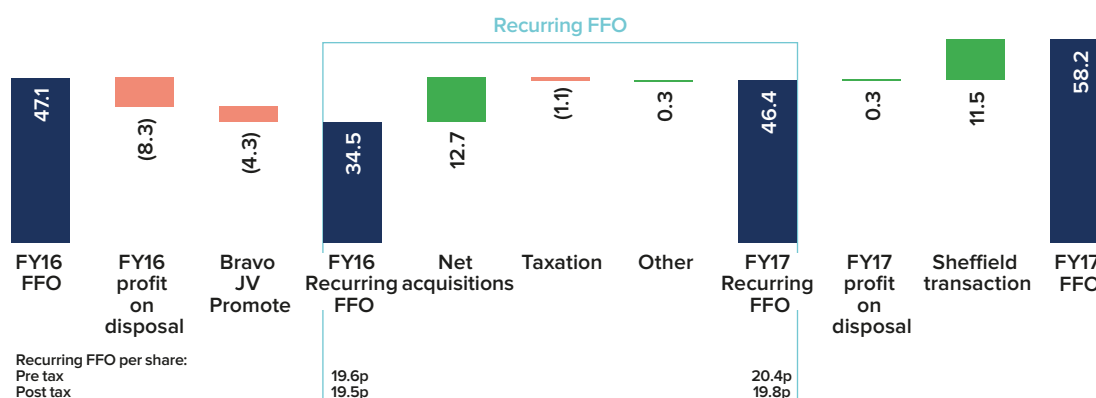 Recurring FFO
47.1
(8.3)
(4.3)
34.5
12.7
(1.1)
0.3
46.4
0.3
11.5
58.2
FY16
FFO
FY16
profit
on
disposal
Bravo
JV
Promote
FY16
Recurring
FFO
Net
acquisitions
Taxation
Other
FY17
Recurring
FFO
FY17
profit
on
disposal
Sheffield
transaction
FY17
FFO
Recurring FFO per share:
Pre tax 19.6p 20.4p
Post tax 19.5p 19.8p